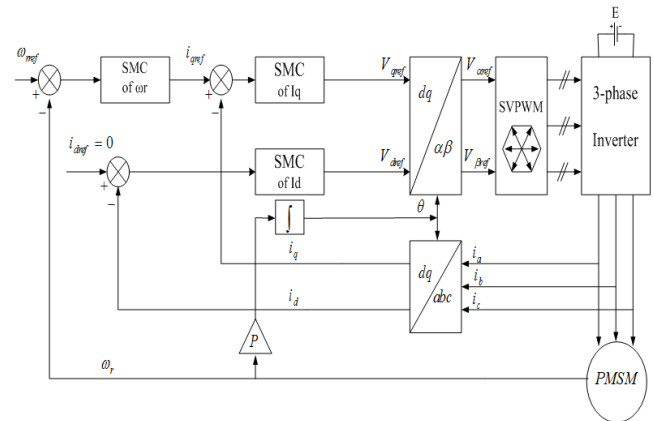 E
ω_rref
SMC
of ωr
i_qref
SMC
of Iq
V_qref
dq
αβ
V_αref
SVPWM
3-phase
Inverter
+
−
+
−
i_dref = 0
+
−
SMC
of Id
V_dref
V_βref
∫
θ
i_q
dq
abc
i_a
i_b
i_c
i_d
P
ω_r
PMSM